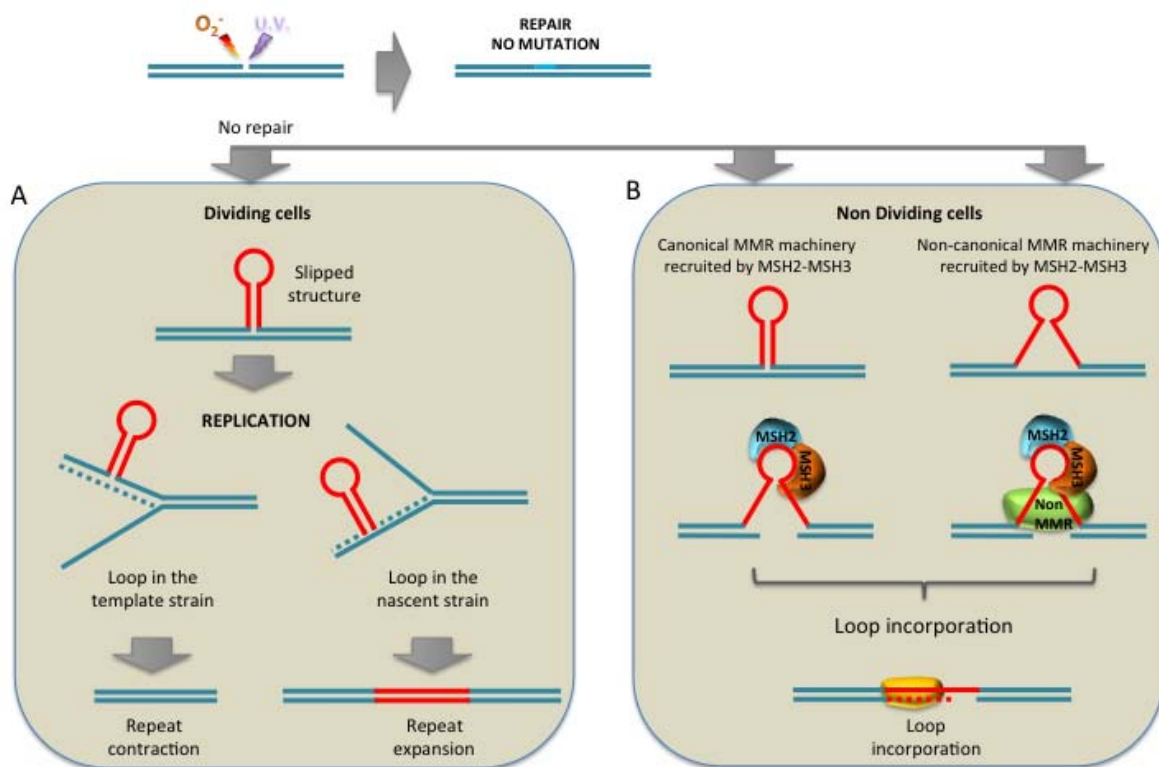 O2-
U.V.
REPAIR
NO MUTATION
No repair
A
Dividing cells
Slipped
structure
REPLICATION
Loop in the
template strain
Loop in the
nascent strain
Repeat
contraction
Repeat
expansion
B
Non Dividing cells
Canonical MMR machinery
recruited by MSH2-MSH3
Non-canonical MMR machinery
recruited by MSH2-MSH3
MSH2
MSH3
MSH2
MSH3
Non
MMR
Loop incorporation
Loop
incorporation